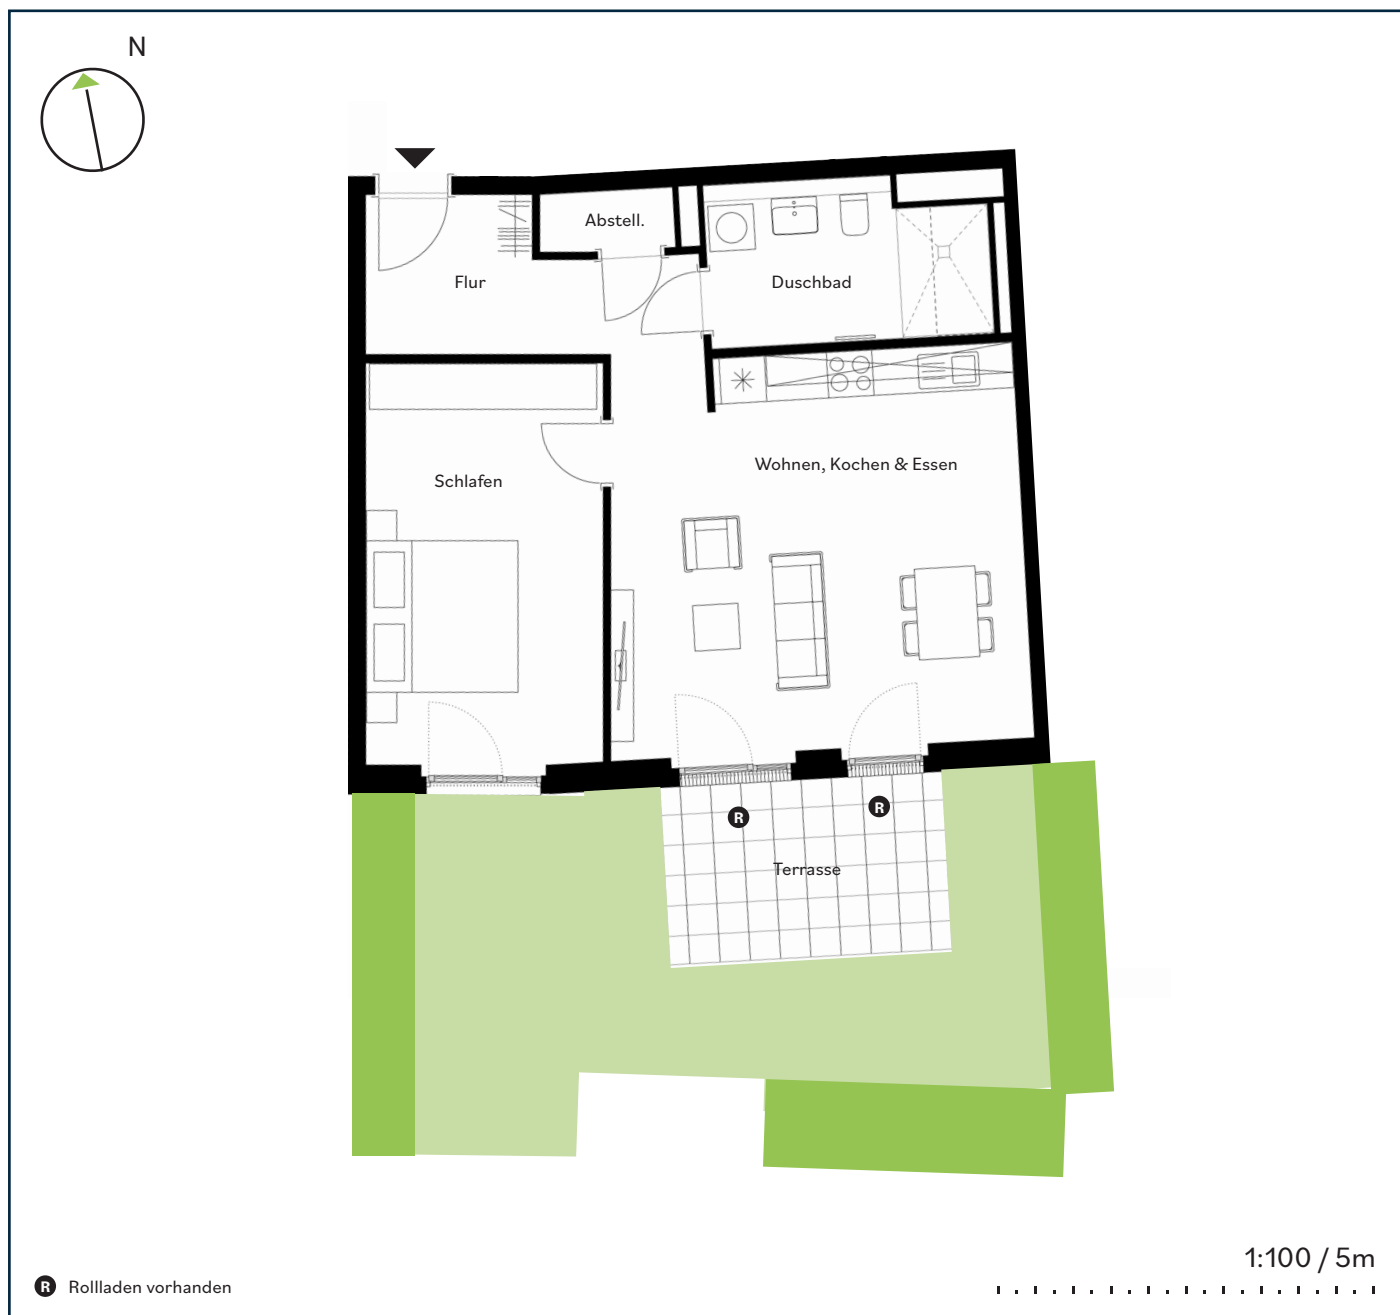 N
Abstell.
Flur
Duschbad
Wohnen, Kochen & Essen
Schlafen
R
R
Terrasse
1:100 / 5m
R Rollladen vorhanden